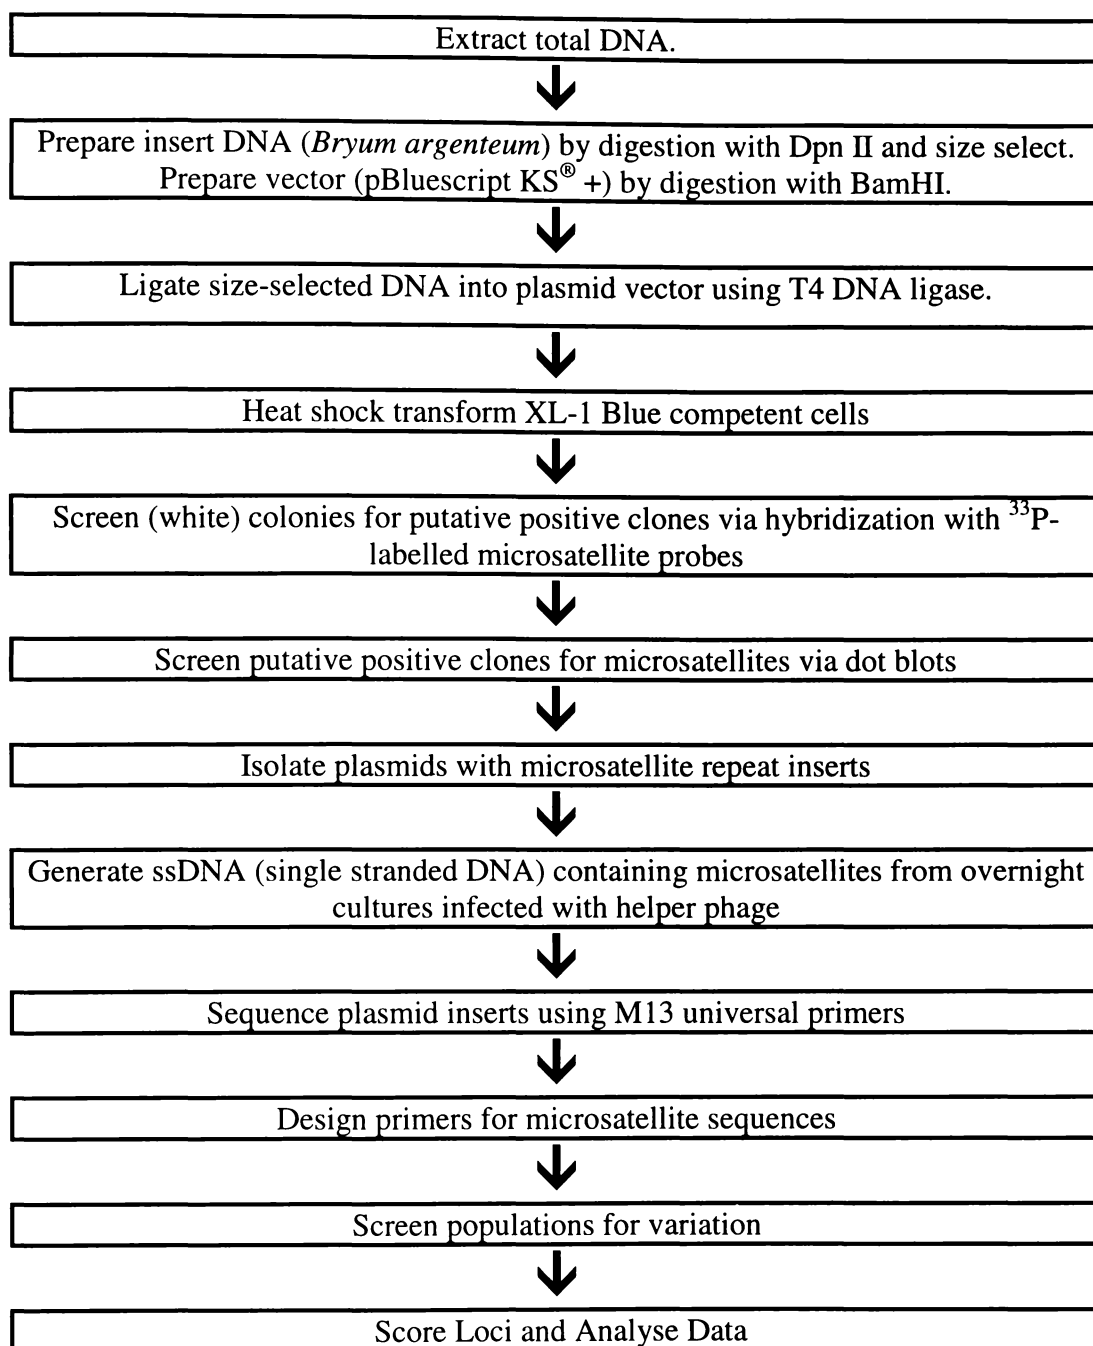 Extract total DNA.
Prepare insert DNA (Bryum argenteum) by digestion with Dpn II and size select.
Prepare vector (pBluescript KS® +) by digestion with BamHI.
Ligate size-selected DNA into plasmid vector using T4 DNA ligase.
Heat shock transform XL-1 Blue competent cells
Screen (white) colonies for putative positive clones via hybridization with ³³P-
labelled microsatellite probes
Screen putative positive clones for microsatellites via dot blots
Isolate plasmids with microsatellite repeat inserts
Generate ssDNA (single stranded DNA) containing microsatellites from overnight
cultures infected with helper phage
Sequence plasmid inserts using M13 universal primers
Design primers for microsatellite sequences
Screen populations for variation
Score Loci and Analyse Data